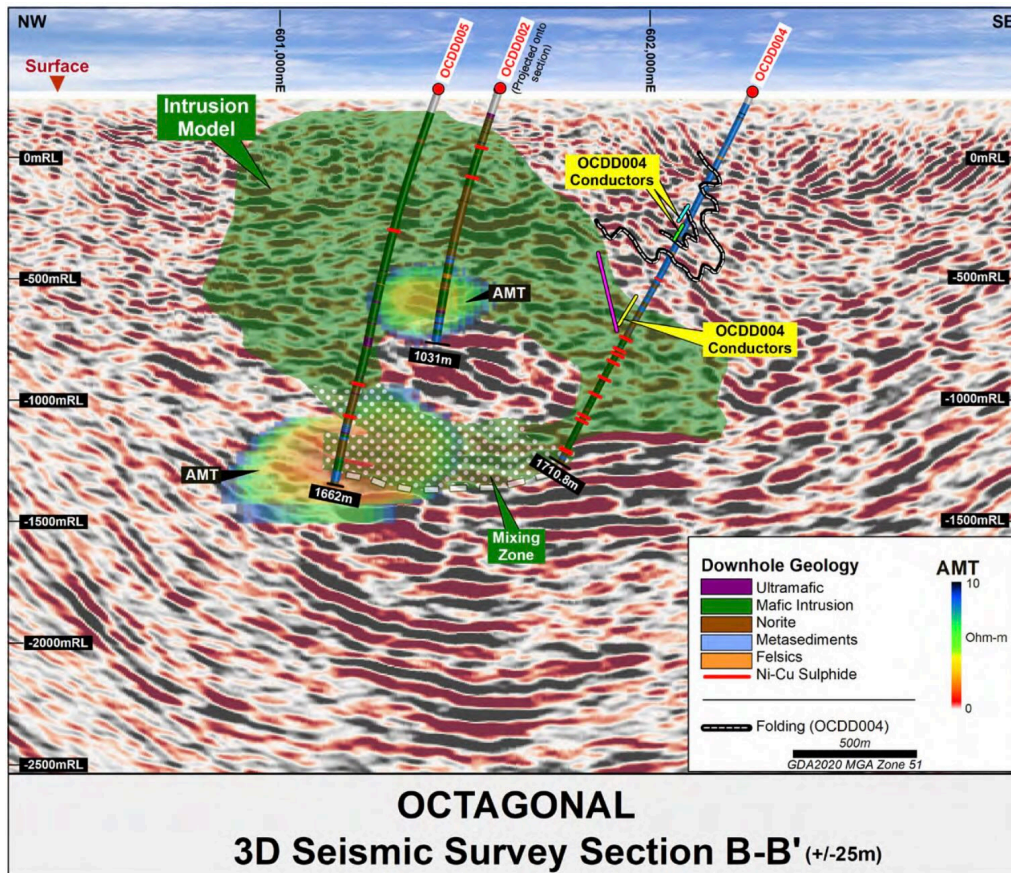 NW
SE
601,000mE
OCDD005
OCDD002
(Projected onto
section)
602,000mE
OCDD004
Surface
Intrusion
Model
0mRL
0mRL
OCDD004
Conductors
-500mRL
-500mRL
AMT
OCDD004
Conductors
1031m
-1000mRL
-1000mRL
AMT
1662m
1710.8m
-1500mRL
-1500mRL
Mixing
Zone
-2000mRL
-2500mRL
Downhole Geology
Ultramafic
Mafic Intrusion
Norite
Metasediments
Felsics
Ni-Cu Sulphide
Folding (OCDD004)
500m
GDA2020 MGA Zone 51
AMT
10
Ohm-m
0
OCTAGONAL
3D Seismic Survey Section B-B' (+/-25m)